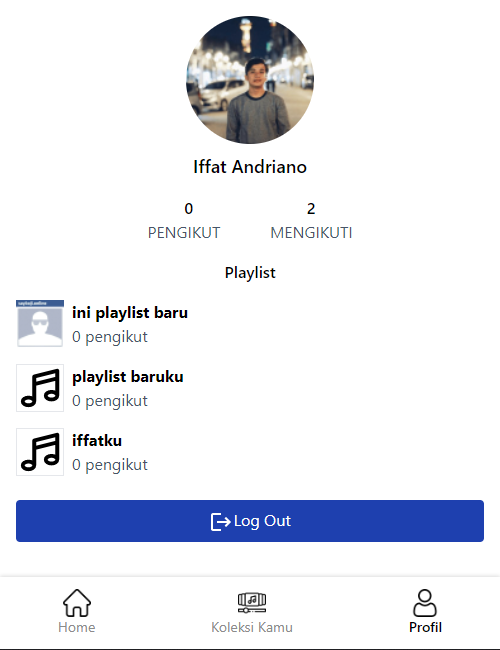 Iffat Andriano
0 2
PENGIKUT MENGIKUTI
Playlist
ini playlist baru
0 pengikut
playlist baruku
0 pengikut
iffatku
0 pengikut
Log Out
Home Koleksi Kamu Profil